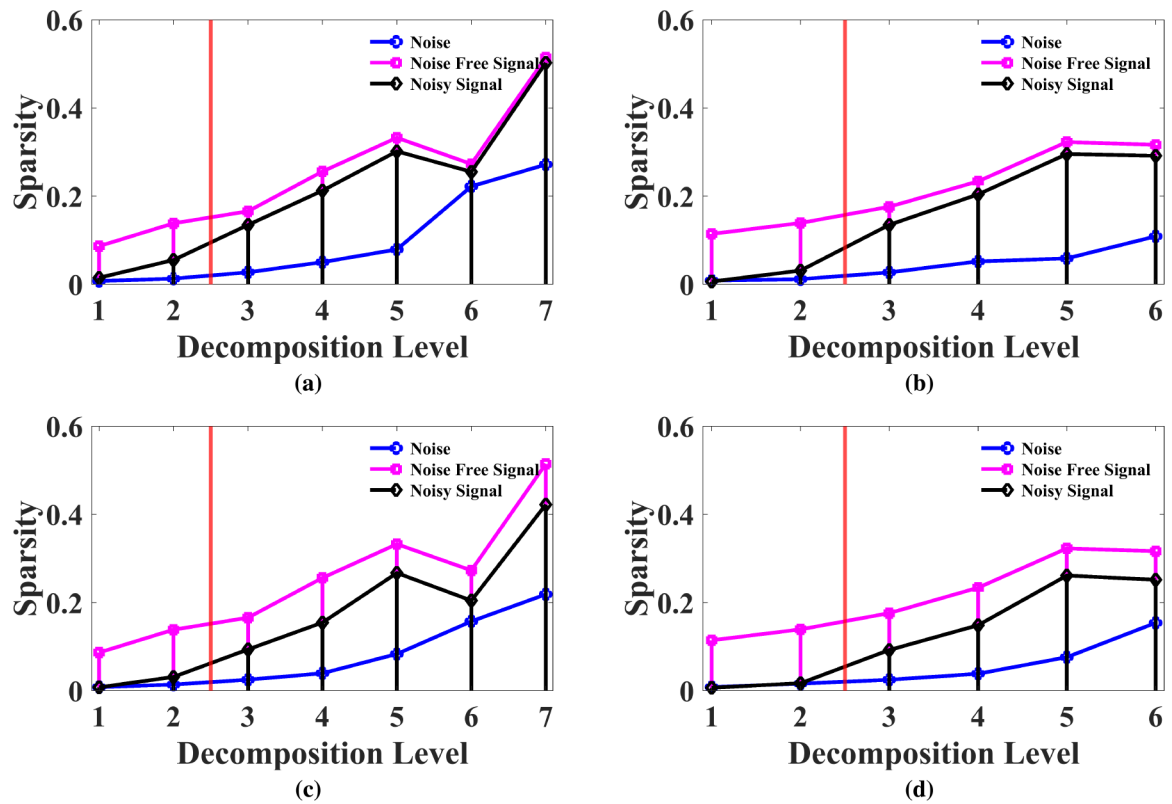 0.6
0.4
0.2
0
Sparsity
Noise
Noise Free Signal
Noisy Signal
1 2 3 4 5 6 7
Decomposition Level
(a)
0.6
0.4
0.2
0
Sparsity
Noise
Noise Free Signal
Noisy Signal
1 2 3 4 5 6
Decomposition Level
(b)
0.6
0.4
0.2
0
Sparsity
Noise
Noise Free Signal
Noisy Signal
1 2 3 4 5 6 7
Decomposition Level
(c)
0.6
0.4
0.2
0
Sparsity
Noise
Noise Free Signal
Noisy Signal
1 2 3 4 5 6
Decomposition Level
(d)